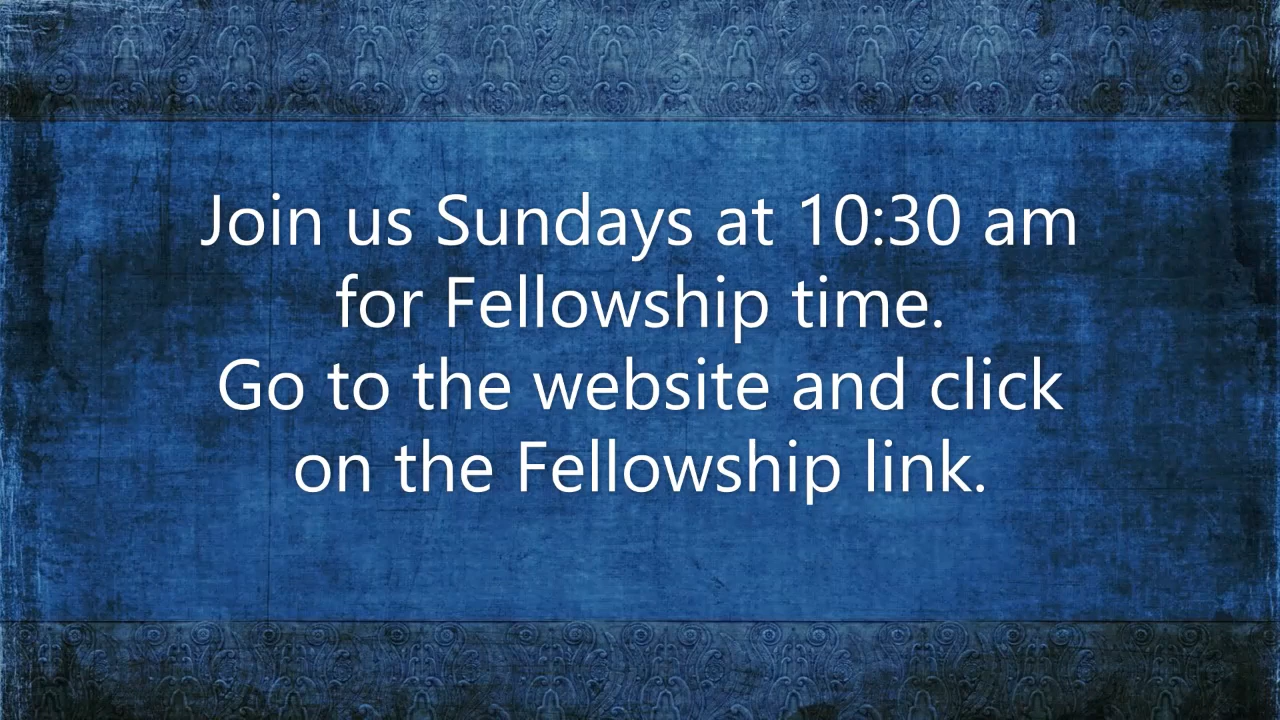 Join us Sundays at 10:30 am
for Fellowship time.
Go to the website and click
on the Fellowship link.